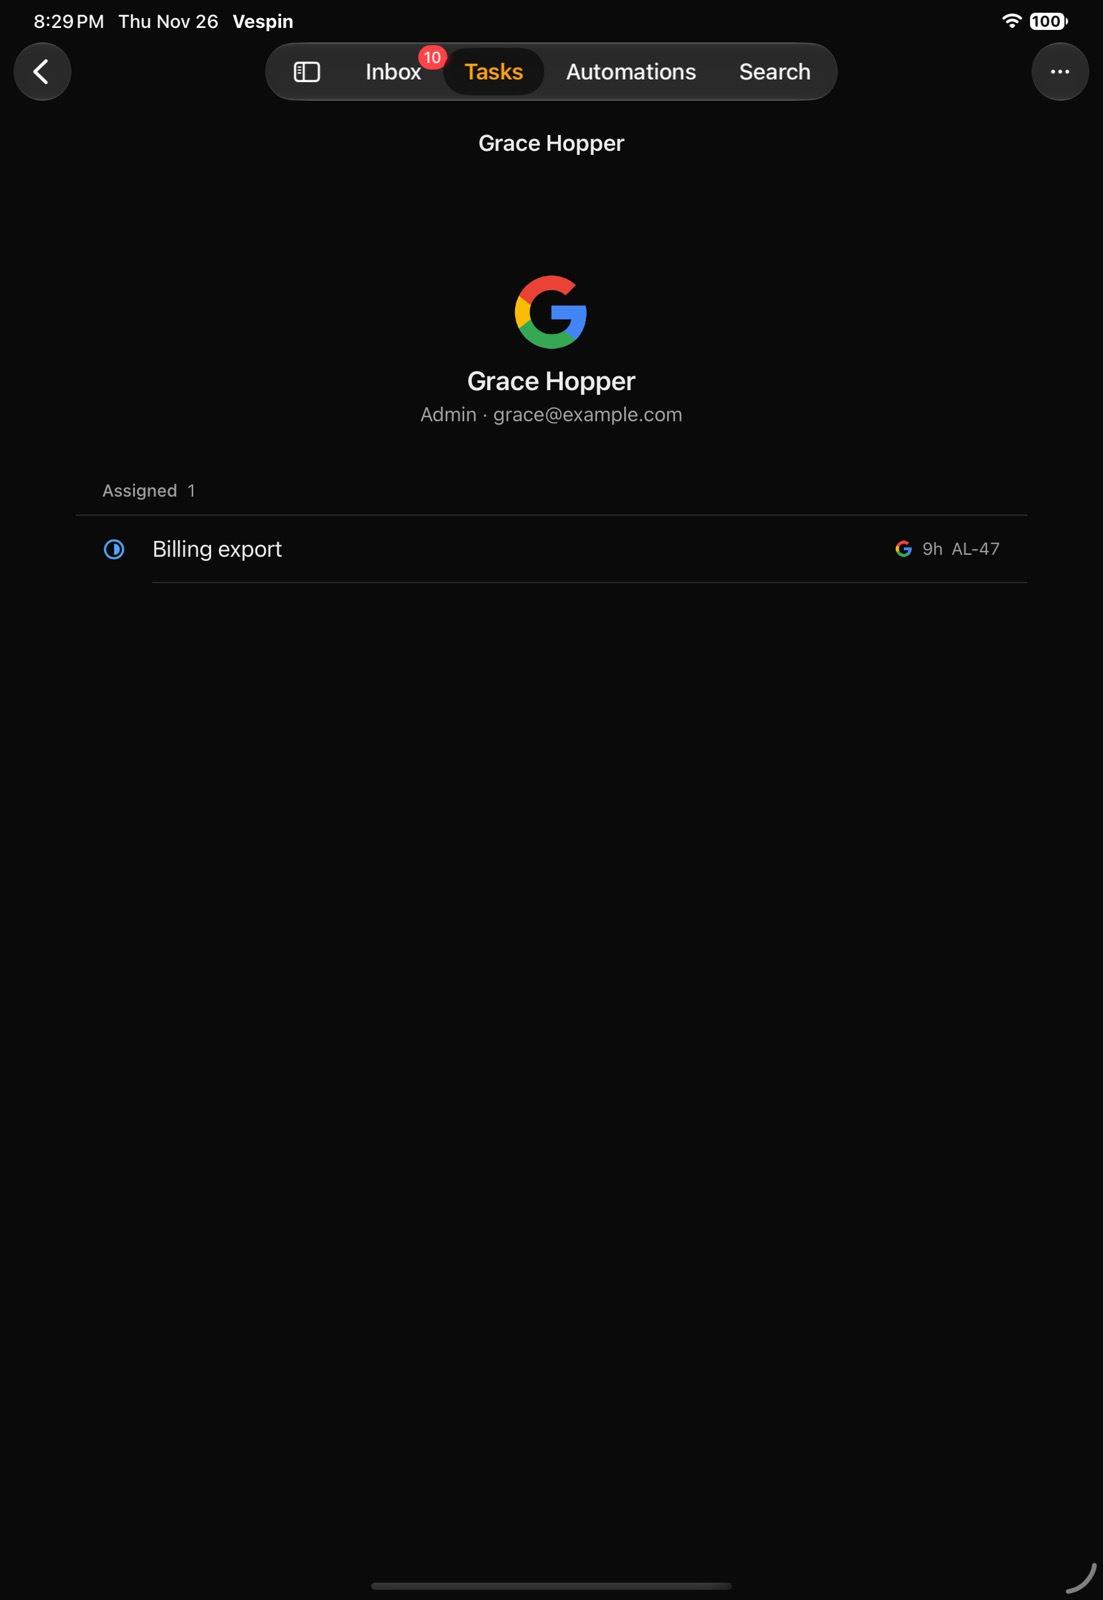 8:29 PM Thu Nov 26 Vespin 100
Inbox 10 Tasks Automations Search
Grace Hopper
Grace Hopper
Admin · grace@example.com
Assigned 1
Billing export 9h AL-47